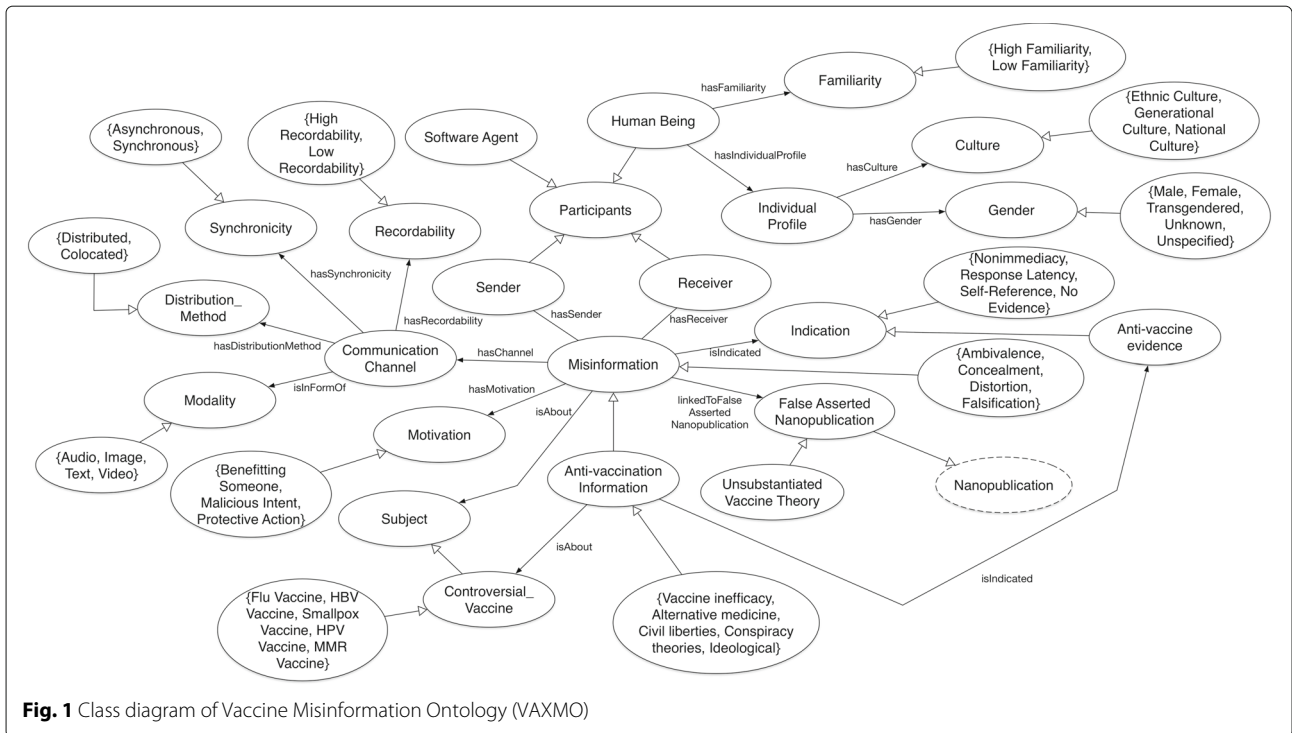 {High Familiarity,
Low Familiarity}
Familiarity
hasFamiliarity
{Asynchronous,
Synchronous}
{High
Recordability,
Low
Recordability}
Software Agent
Human Being
{Ethnic Culture,
Generational
Culture, National
Culture}
Culture
hasIndividualProfile
hasCulture
Synchronicity
Recordability
Participants
Individual
Profile
hasGender
Gender
{Male, Female,
Transgendered,
Unknown,
Unspecified}
{Distributed,
Colocated}
hasSynchronicity
Sender
Receiver
{Nonimmediacy,
Response Latency,
Self-Reference, No
Evidence}
Distribution_
Method
hasRecordability
hasSender
hasReceiver
Indication
Anti-vaccine
evidence
hasDistributionMethod
Communication
Channel
hasChannel
Misinformation
isIndicated
{Ambivalence,
Concealment,
Distortion,
Falsification}
isInFormOf
hasMotivation
isAbout
linkedToFalse
Asserted
Nanopublication
False Asserted
Nanopublication
Modality
Motivation
{Audio, Image,
Text, Video}
{Benefitting
Someone,
Malicious Intent,
Protective Action}
Anti-vaccination
Information
Unsubstantiated
Vaccine Theory
Nanopublication
Subject
isAbout
isIndicated
{Flu Vaccine, HBV
Vaccine, Smallpox
Vaccine, HPV
Vaccine, MMR
Vaccine}
Controversial_
Vaccine
{Vaccine inefficacy,
Alternative medicine,
Civil liberties, Conspiracy
theories, Ideological}
Fig. 1 Class diagram of Vaccine Misinformation Ontology (VAXMO)